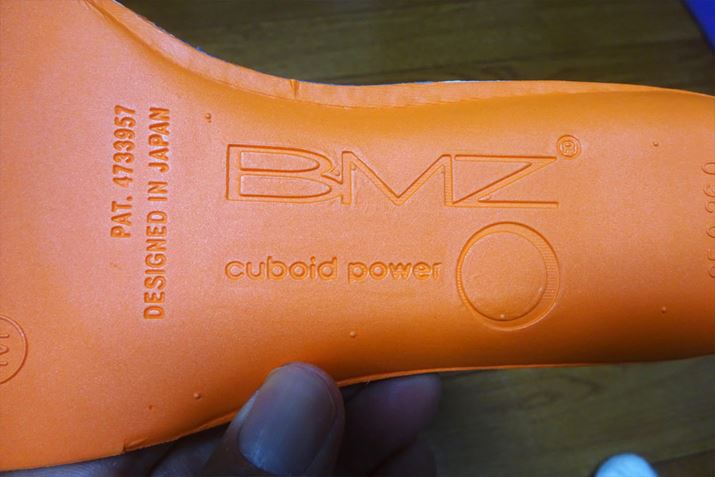 BMZ®
cuboid power
PAT. 4733957
DESIGNED IN JAPAN
M